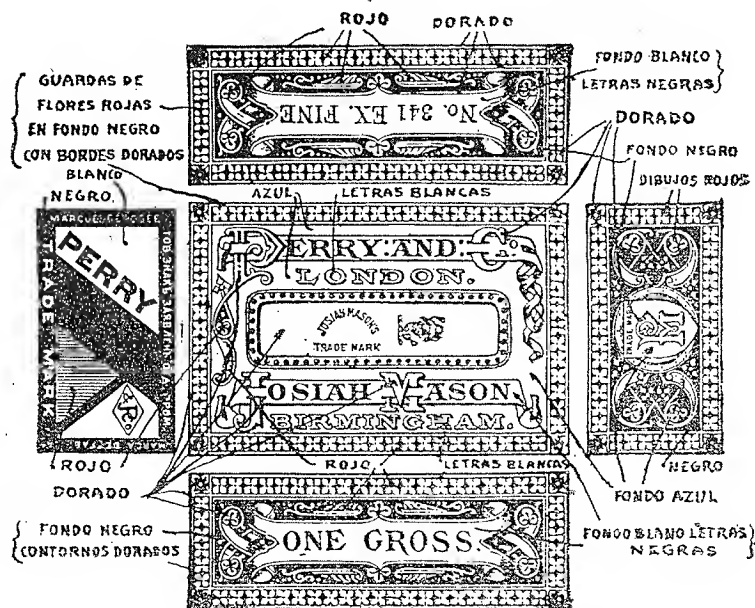 ROJO DORADO
GUARDAS DE
FLORES ROJAS
EN FONDO NEGRO
CON BORDES DORADOS
FONDO BLANCO
LETRAS NEGRAS
No. 341 EX. FINE
DORADO
FONDO NEGRO
DIBUJOS ROJOS
BLANCO
NEGRO.
AZUL LETRAS BLANCAS
PERRY
TRADE MARK
PERRY AND Co
LONDON.
JOSIAH MASON'S
TRADE MARK
JOSIAH MASON
BIRMINGHAM.
ROJO
DORADO
ROJO LETRAS BLANCAS
NEGRO
FONDO AZUL
FONDO NEGRO
CONTORNOS DORADOS
ONE GROSS.
FONDO BLANO LETRAS
NEGRAS